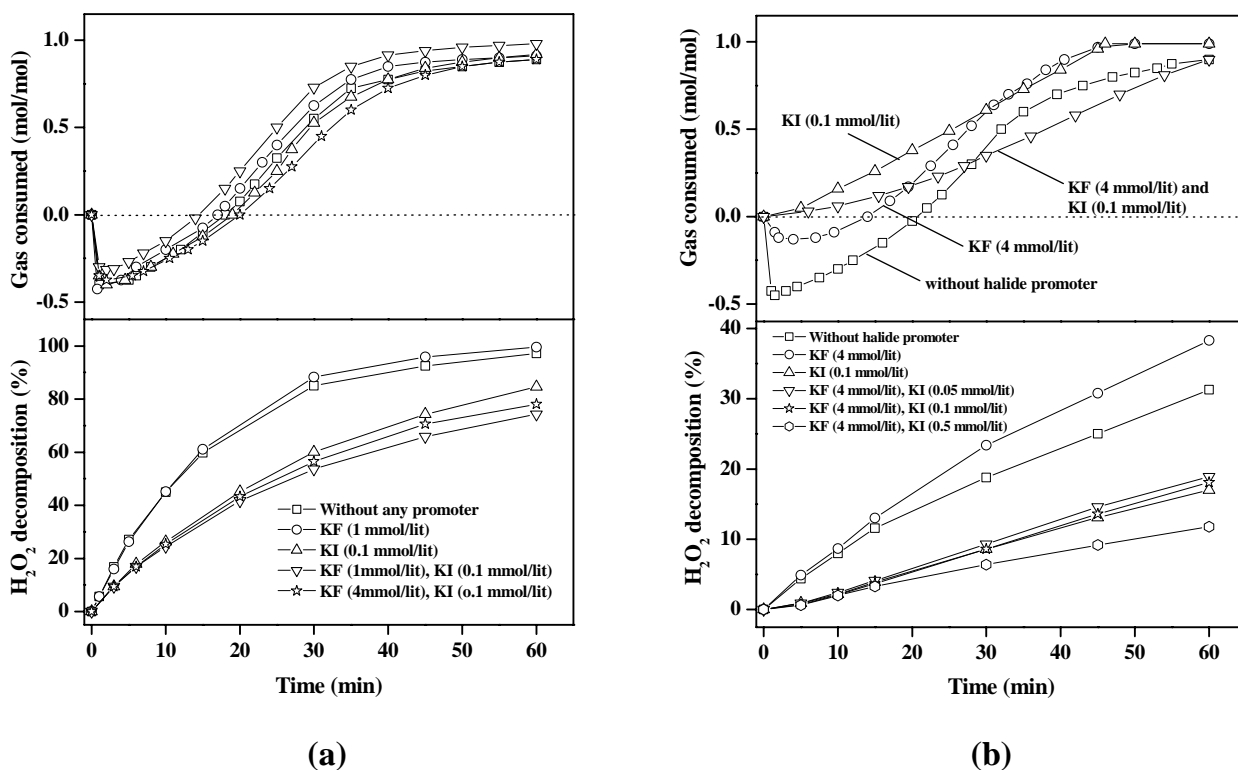 Gas consumed (mol/mol)
1.0
0.5
0.0
-0.5
H₂O₂ decomposition (%)
100
80
60
40
20
0
Without any promoter
KF (1 mmol/lit)
KI (0.1 mmol/lit)
KF (1mmol/lit), KI (0.1 mmol/lit)
KF (4mmol/lit), KI (o.1 mmol/lit)
0 10 20 30 40 50 60
Time (min)
(a)
Gas consumed (mol/mol)
1.0
0.5
0.0
-0.5
KI (0.1 mmol/lit)
KF (4 mmol/lit) and
KI (0.1 mmol/lit)
KF (4 mmol/lit)
without halide promoter
H₂O₂ decomposition (%)
40
30
20
10
0
Without halide promoter
KF (4 mmol/lit)
KI (0.1 mmol/lit)
KF (4 mmol/lit), KI (0.05 mmol/lit)
KF (4 mmol/lit), KI (0.1 mmol/lit)
KF (4 mmol/lit), KI (0.5 mmol/lit)
0 10 20 30 40 50 60
Time (min)
(b)